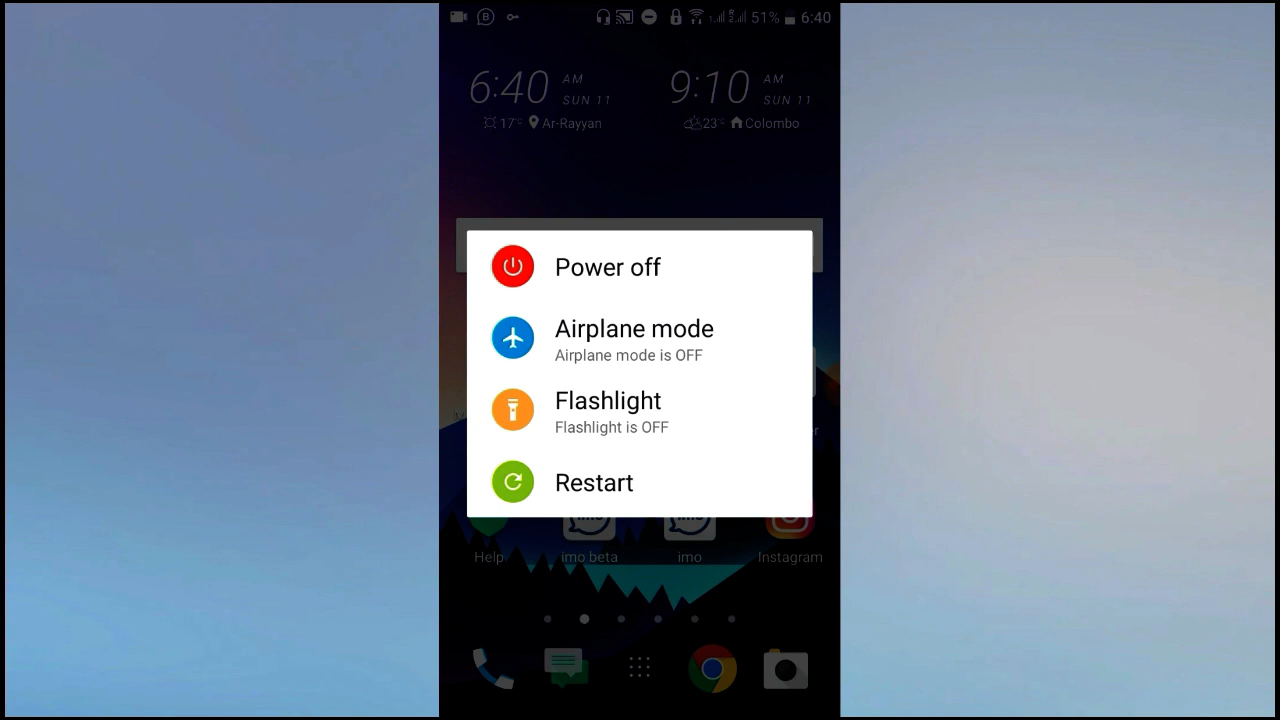 51% 6:40
6:40 AM
SUN 11
17° Ar-Rayyan
9:10 AM
SUN 11
23° Colombo
Power off
Airplane mode
Airplane mode is OFF
Flashlight
Flashlight is OFF
Restart
Help imo beta imo Instagram